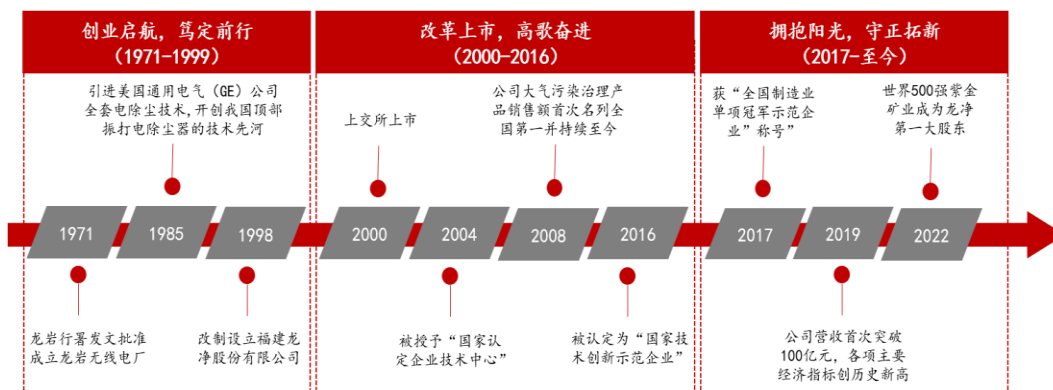 创业启航，笃定前行
（1971-1999）
改革上市，高歌奋进
（2000-2016）
拥抱阳光，守正拓新
（2017-至今）
引进美国通用电气（GE）公司
全套电除尘技术,开创我国顶部
振打电除尘器的技术先河
上交所上市
公司大气污染治理产
品销售额首次名列全
国第一并持续至今
获“全国制造业
单项冠军示范企
业”称号”
世界500强紫金
矿业成为龙净
第一大股东
1971
1985
1998
2000
2004
2008
2016
2017
2019
2022
龙岩行署发文批准
成立龙岩无线电厂
改制设立福建龙
净股份有限公司
被授予“国家认
定企业技术中心”
被认定为“国家技
术创新示范企业”
公司营收首次突破
100亿元，各项主要
经济指标创历史新高